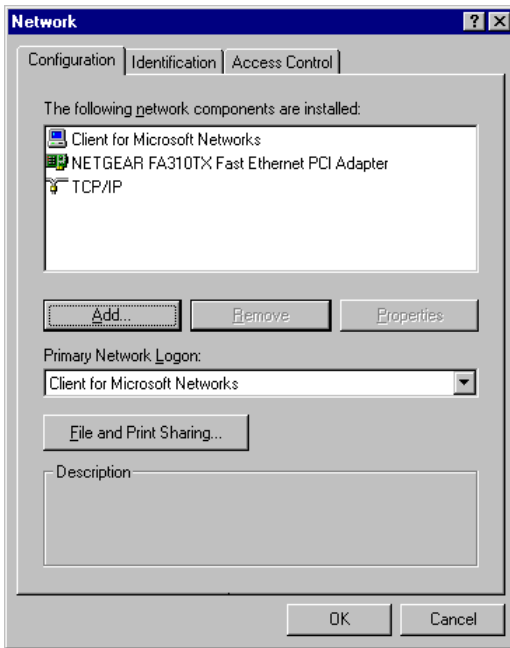 Network
Configuration Identification Access Control
The following network components are installed:
Client for Microsoft Networks
NETGEAR FA310TX Fast Ethernet PCI Adapter
TCP/IP
Add... Remove Properties
Primary Network Logon:
Client for Microsoft Networks
File and Print Sharing...
Description
OK Cancel